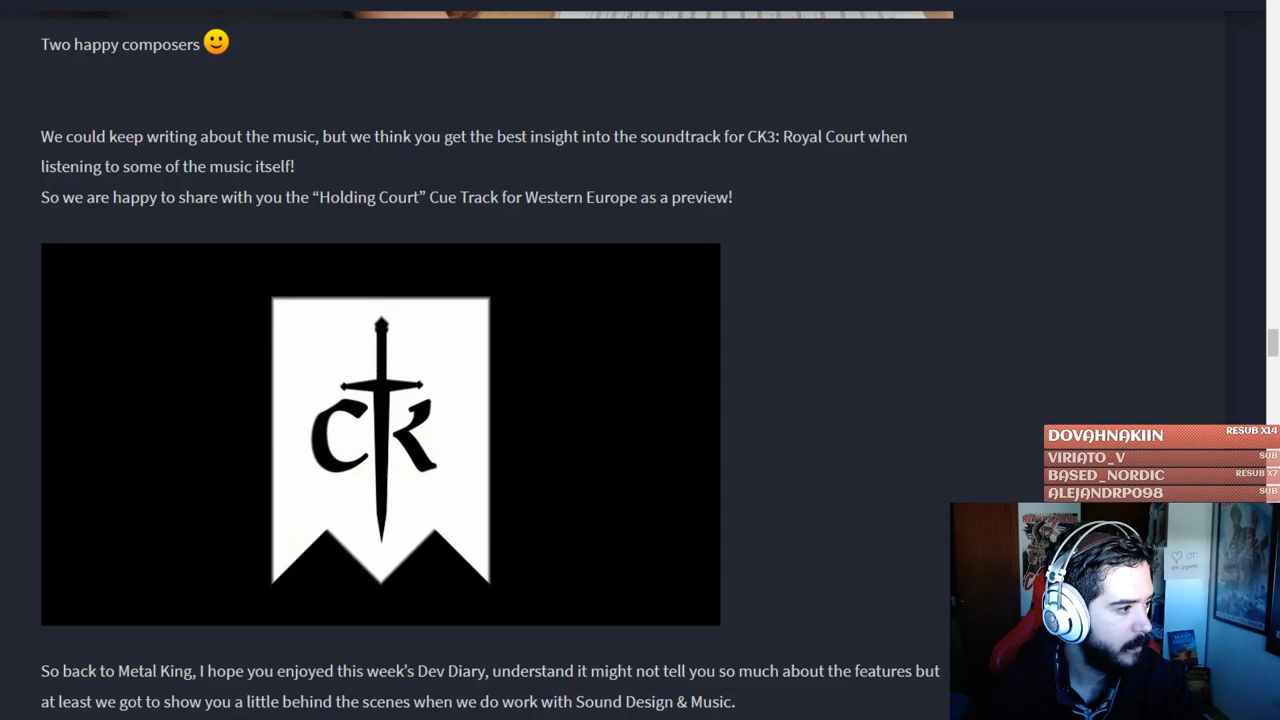 Two happy composers
We could keep writing about the music, but we think you get the best insight into the soundtrack for CK3: Royal Court when
listening to some of the music itself!
So we are happy to share with you the “Holding Court” Cue Track for Western Europe as a preview!
CK
DOVAHNAKIIN RESUB X14
VIRIATO_V SUB
BASED_NORDIC RESUB X7
ALEJANDRP098 SUB
So back to Metal King, I hope you enjoyed this week’s Dev Diary, understand it might not tell you so much about the features but
at least we got to show you a little behind the scenes when we do work with Sound Design & Music.